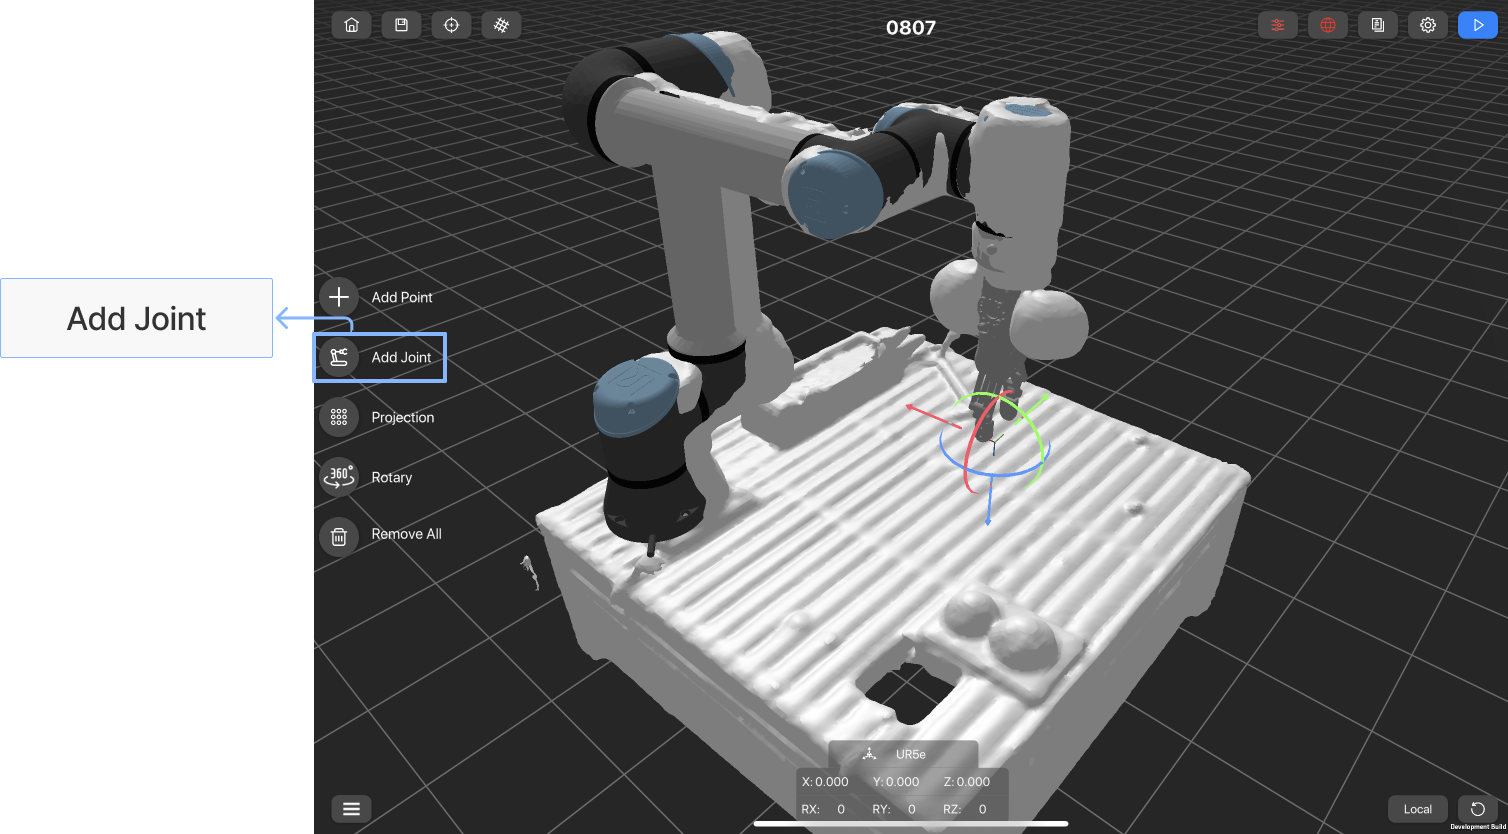 0807
Add Point
Add Joint
Add Joint
Projection
360°
Rotary
Remove All
UR5e
X: 0.000 Y: 0.000 Z: 0.000
RX: 0 RY: 0 RZ: 0
Local
Development Build